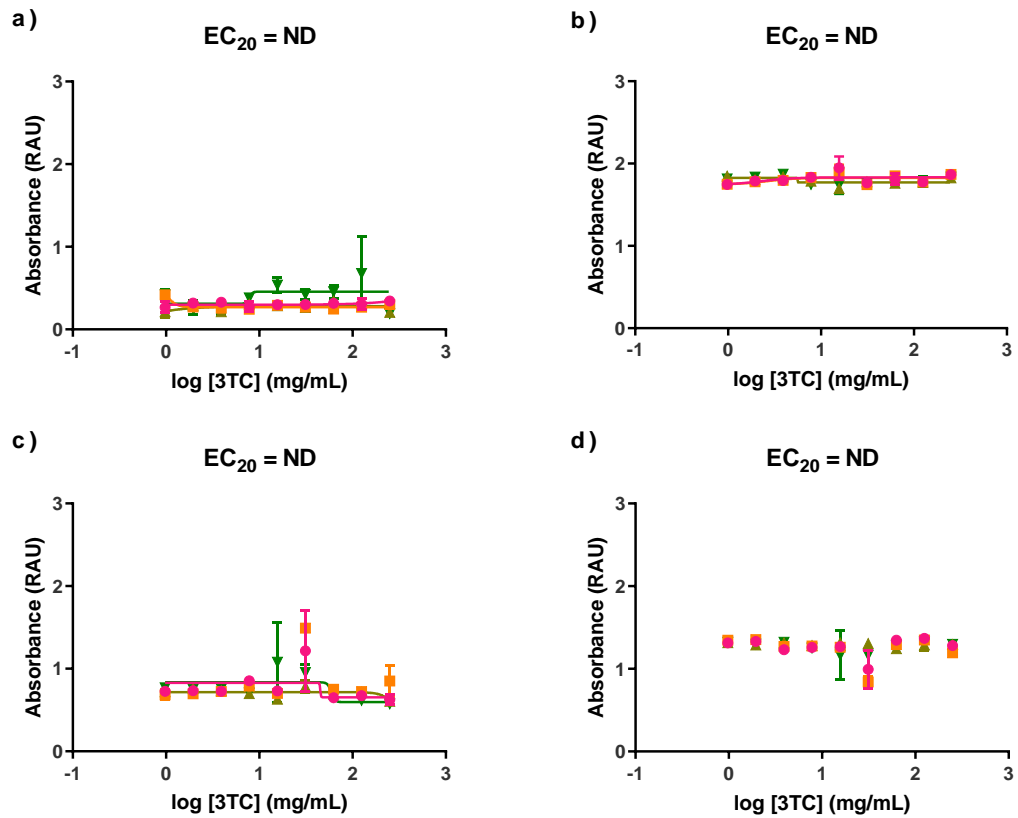 a)
EC20 = ND
3
2
1
0
-1
0
1
2
3
Absorbance (RAU)
log [3TC] (mg/mL)
b)
EC20 = ND
3
2
1
0
-1
0
1
2
3
Absorbance (RAU)
log [3TC] (mg/mL)
c)
EC20 = ND
3
2
1
0
-1
0
1
2
3
Absorbance (RAU)
log [3TC] (mg/mL)
d)
EC20 = ND
3
2
1
0
-1
0
1
2
3
Absorbance (RAU)
log [3TC] (mg/mL)